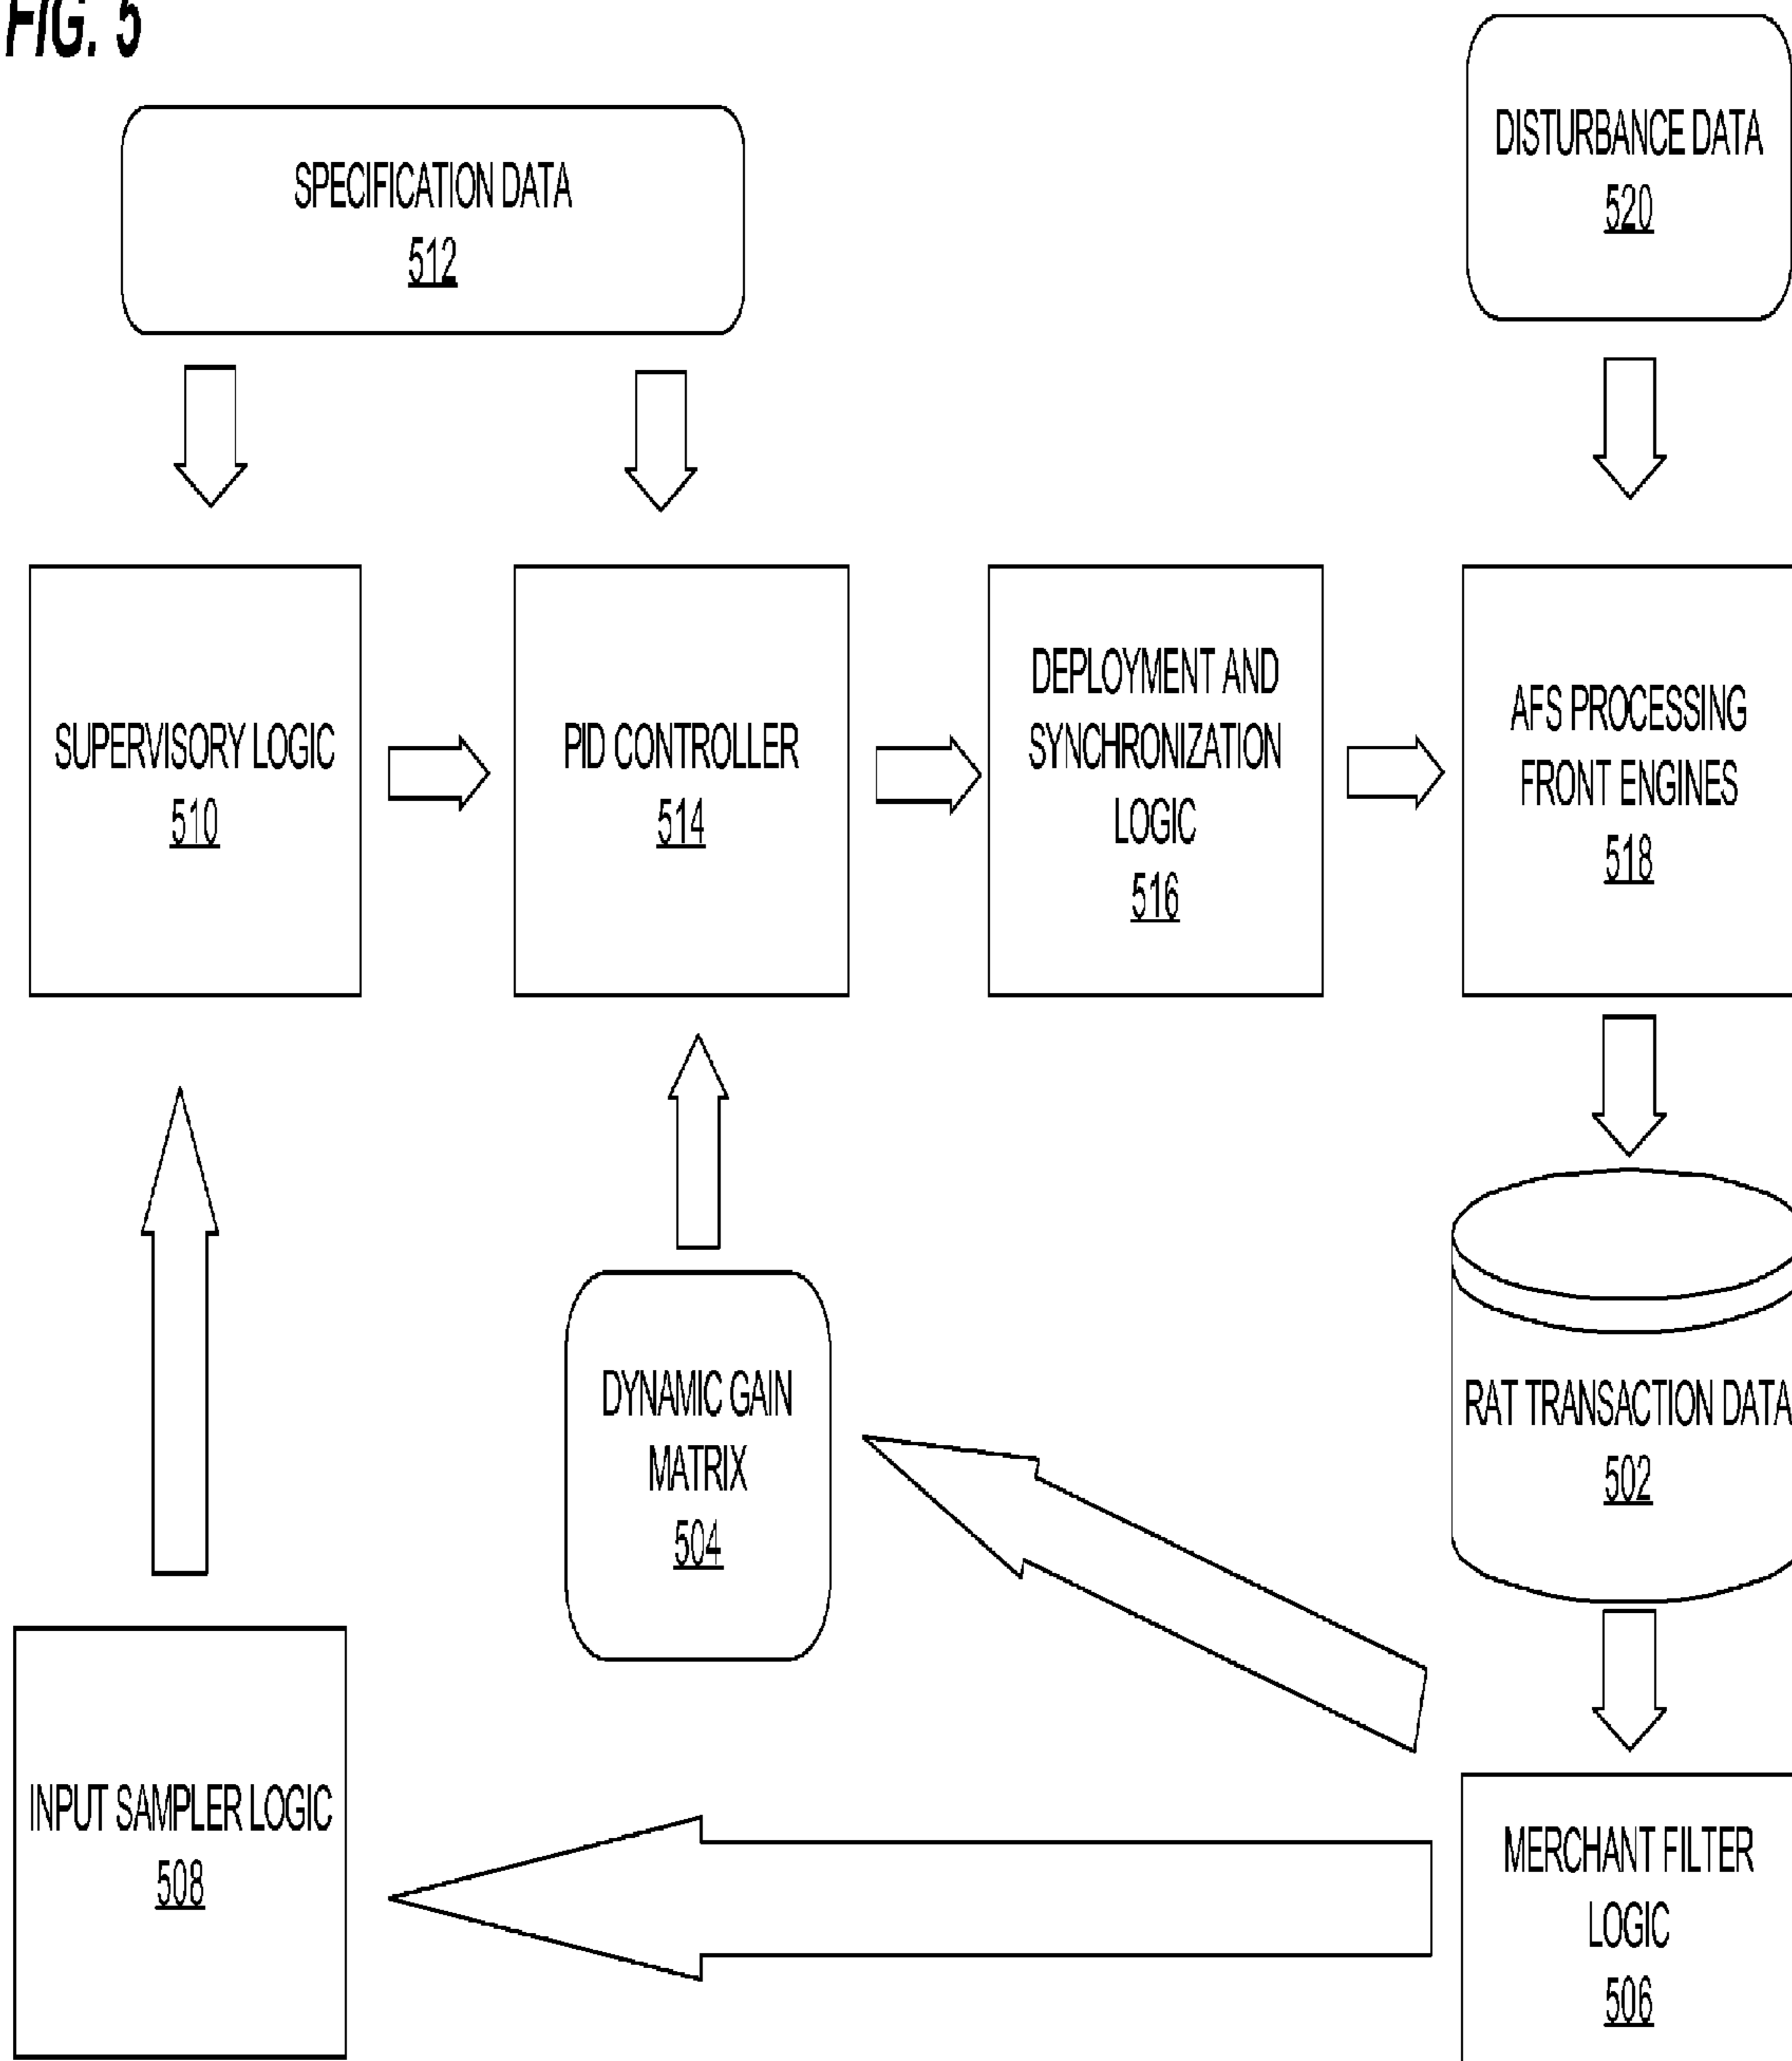 FIG. 5
SPECIFICATION DATA
512
DISTURBANCE DATA
520
SUPERVISORY LOGIC
510
PID CONTROLLER
514
DEPLOYMENT AND
SYNCHRONIZATION
LOGIC
516
AFS PROCESSING
FRONT ENGINES
518
DYNAMIC GAIN
MATRIX
504
RAT TRANSACTION DATA
502
INPUT SAMPLER LOGIC
508
MERCHANT FILTER
LOGIC
506